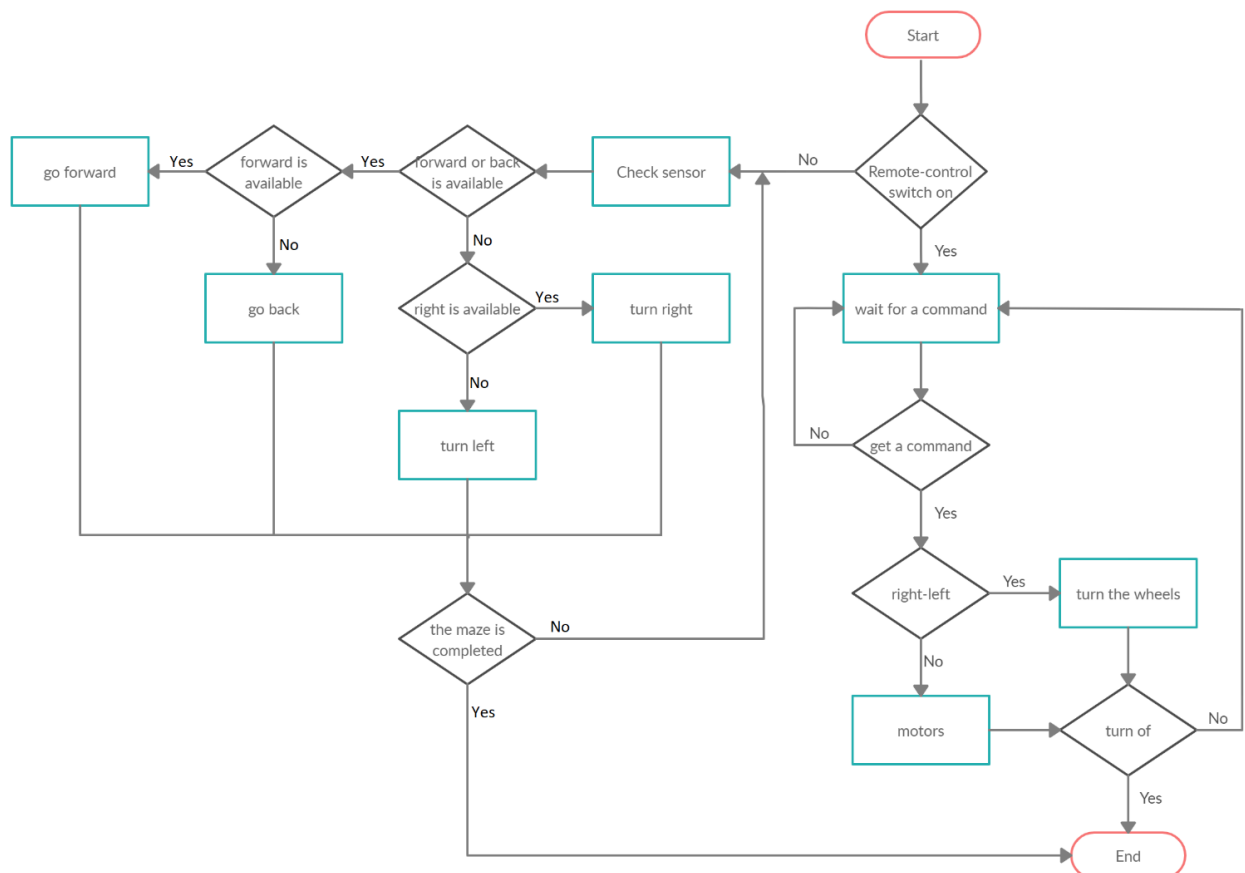 Start
Remote-control
switch on
No
Check sensor
forward or back
is available
Yes
forward is
available
Yes
go forward
No
go back
No
right is available
Yes
turn right
No
turn left
the maze is
completed
No
Yes
Yes
wait for a command
get a command
No
Yes
right-left
Yes
turn the wheels
No
motors
turn of
No
Yes
End